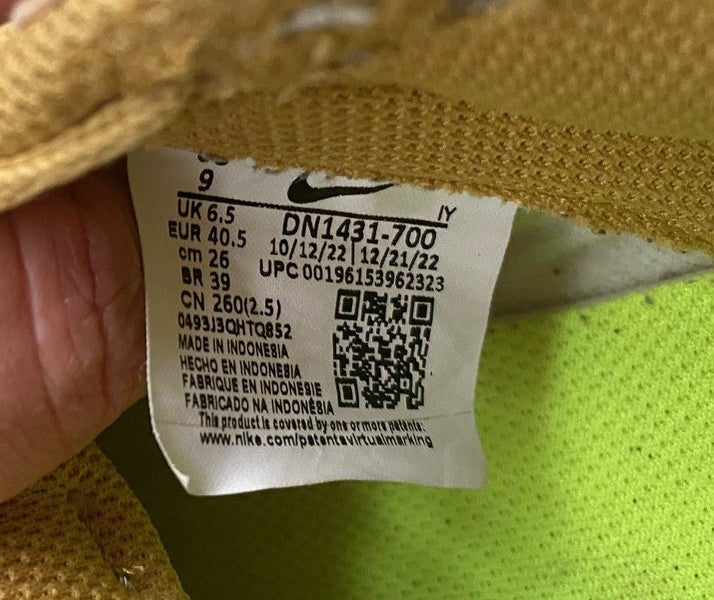 9
IY
UK 6.5
DN1431-700
EUR 40.5
10/12/22 | 12/21/22
cm 26
UPC 00196153962323
BR 39
CN 260(2.5)
0493J3QHTQ852
MADE IN INDONESIA
HECHO EN INDONESIA
FABRIQUE EN INDONESIE
FABRICADO NA INDONÉSIA
This product is covered by one or more patents:
www.nike.com/patentsvirtualmarking